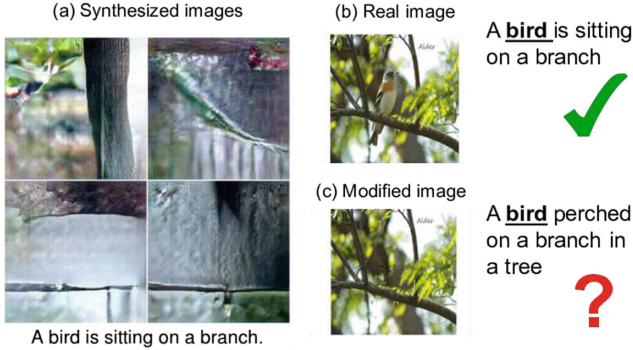 (a) Synthesized images
A bird is sitting on a branch.
(b) Real image
Alder
A bird is sitting
on a branch
(c) Modified image
Alder
A bird perched
on a branch in
a tree
?